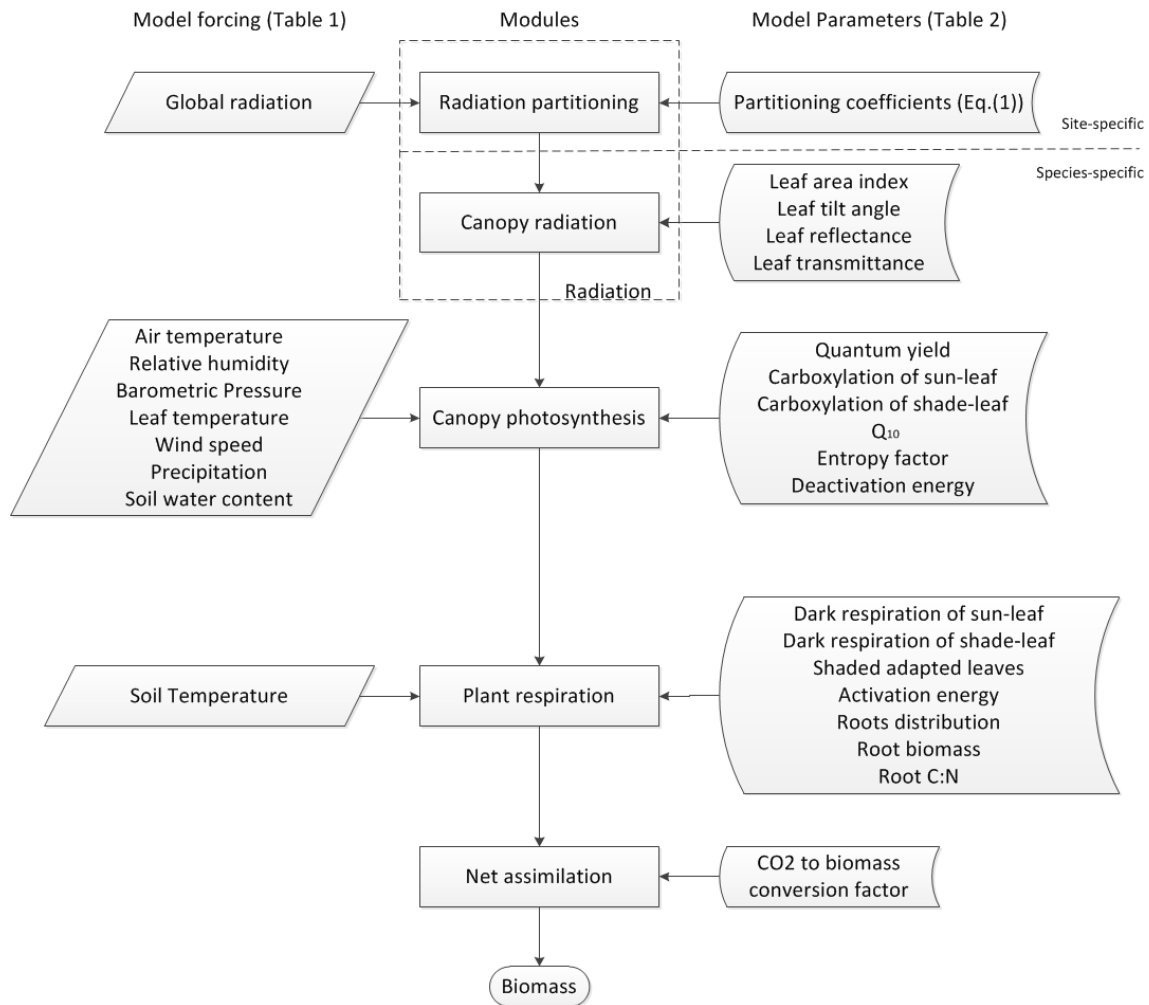 Model forcing (Table 1)
Modules
Model Parameters (Table 2)
Global radiation
Radiation partitioning
Partitioning coefficients (Eq.(1))
Site-specific
Species-specific
Canopy radiation
Leaf area index
Leaf tilt angle
Leaf reflectance
Leaf transmittance
Radiation
Air temperature
Relative humidity
Barometric Pressure
Leaf temperature
Wind speed
Precipitation
Soil water content
Canopy photosynthesis
Quantum yield
Carboxylation of sun-leaf
Carboxylation of shade-leaf
Q₁₀
Entropy factor
Deactivation energy
Soil Temperature
Plant respiration
Dark respiration of sun-leaf
Dark respiration of shade-leaf
Shaded adapted leaves
Activation energy
Roots distribution
Root biomass
Root C:N
Net assimilation
CO2 to biomass
conversion factor
Biomass